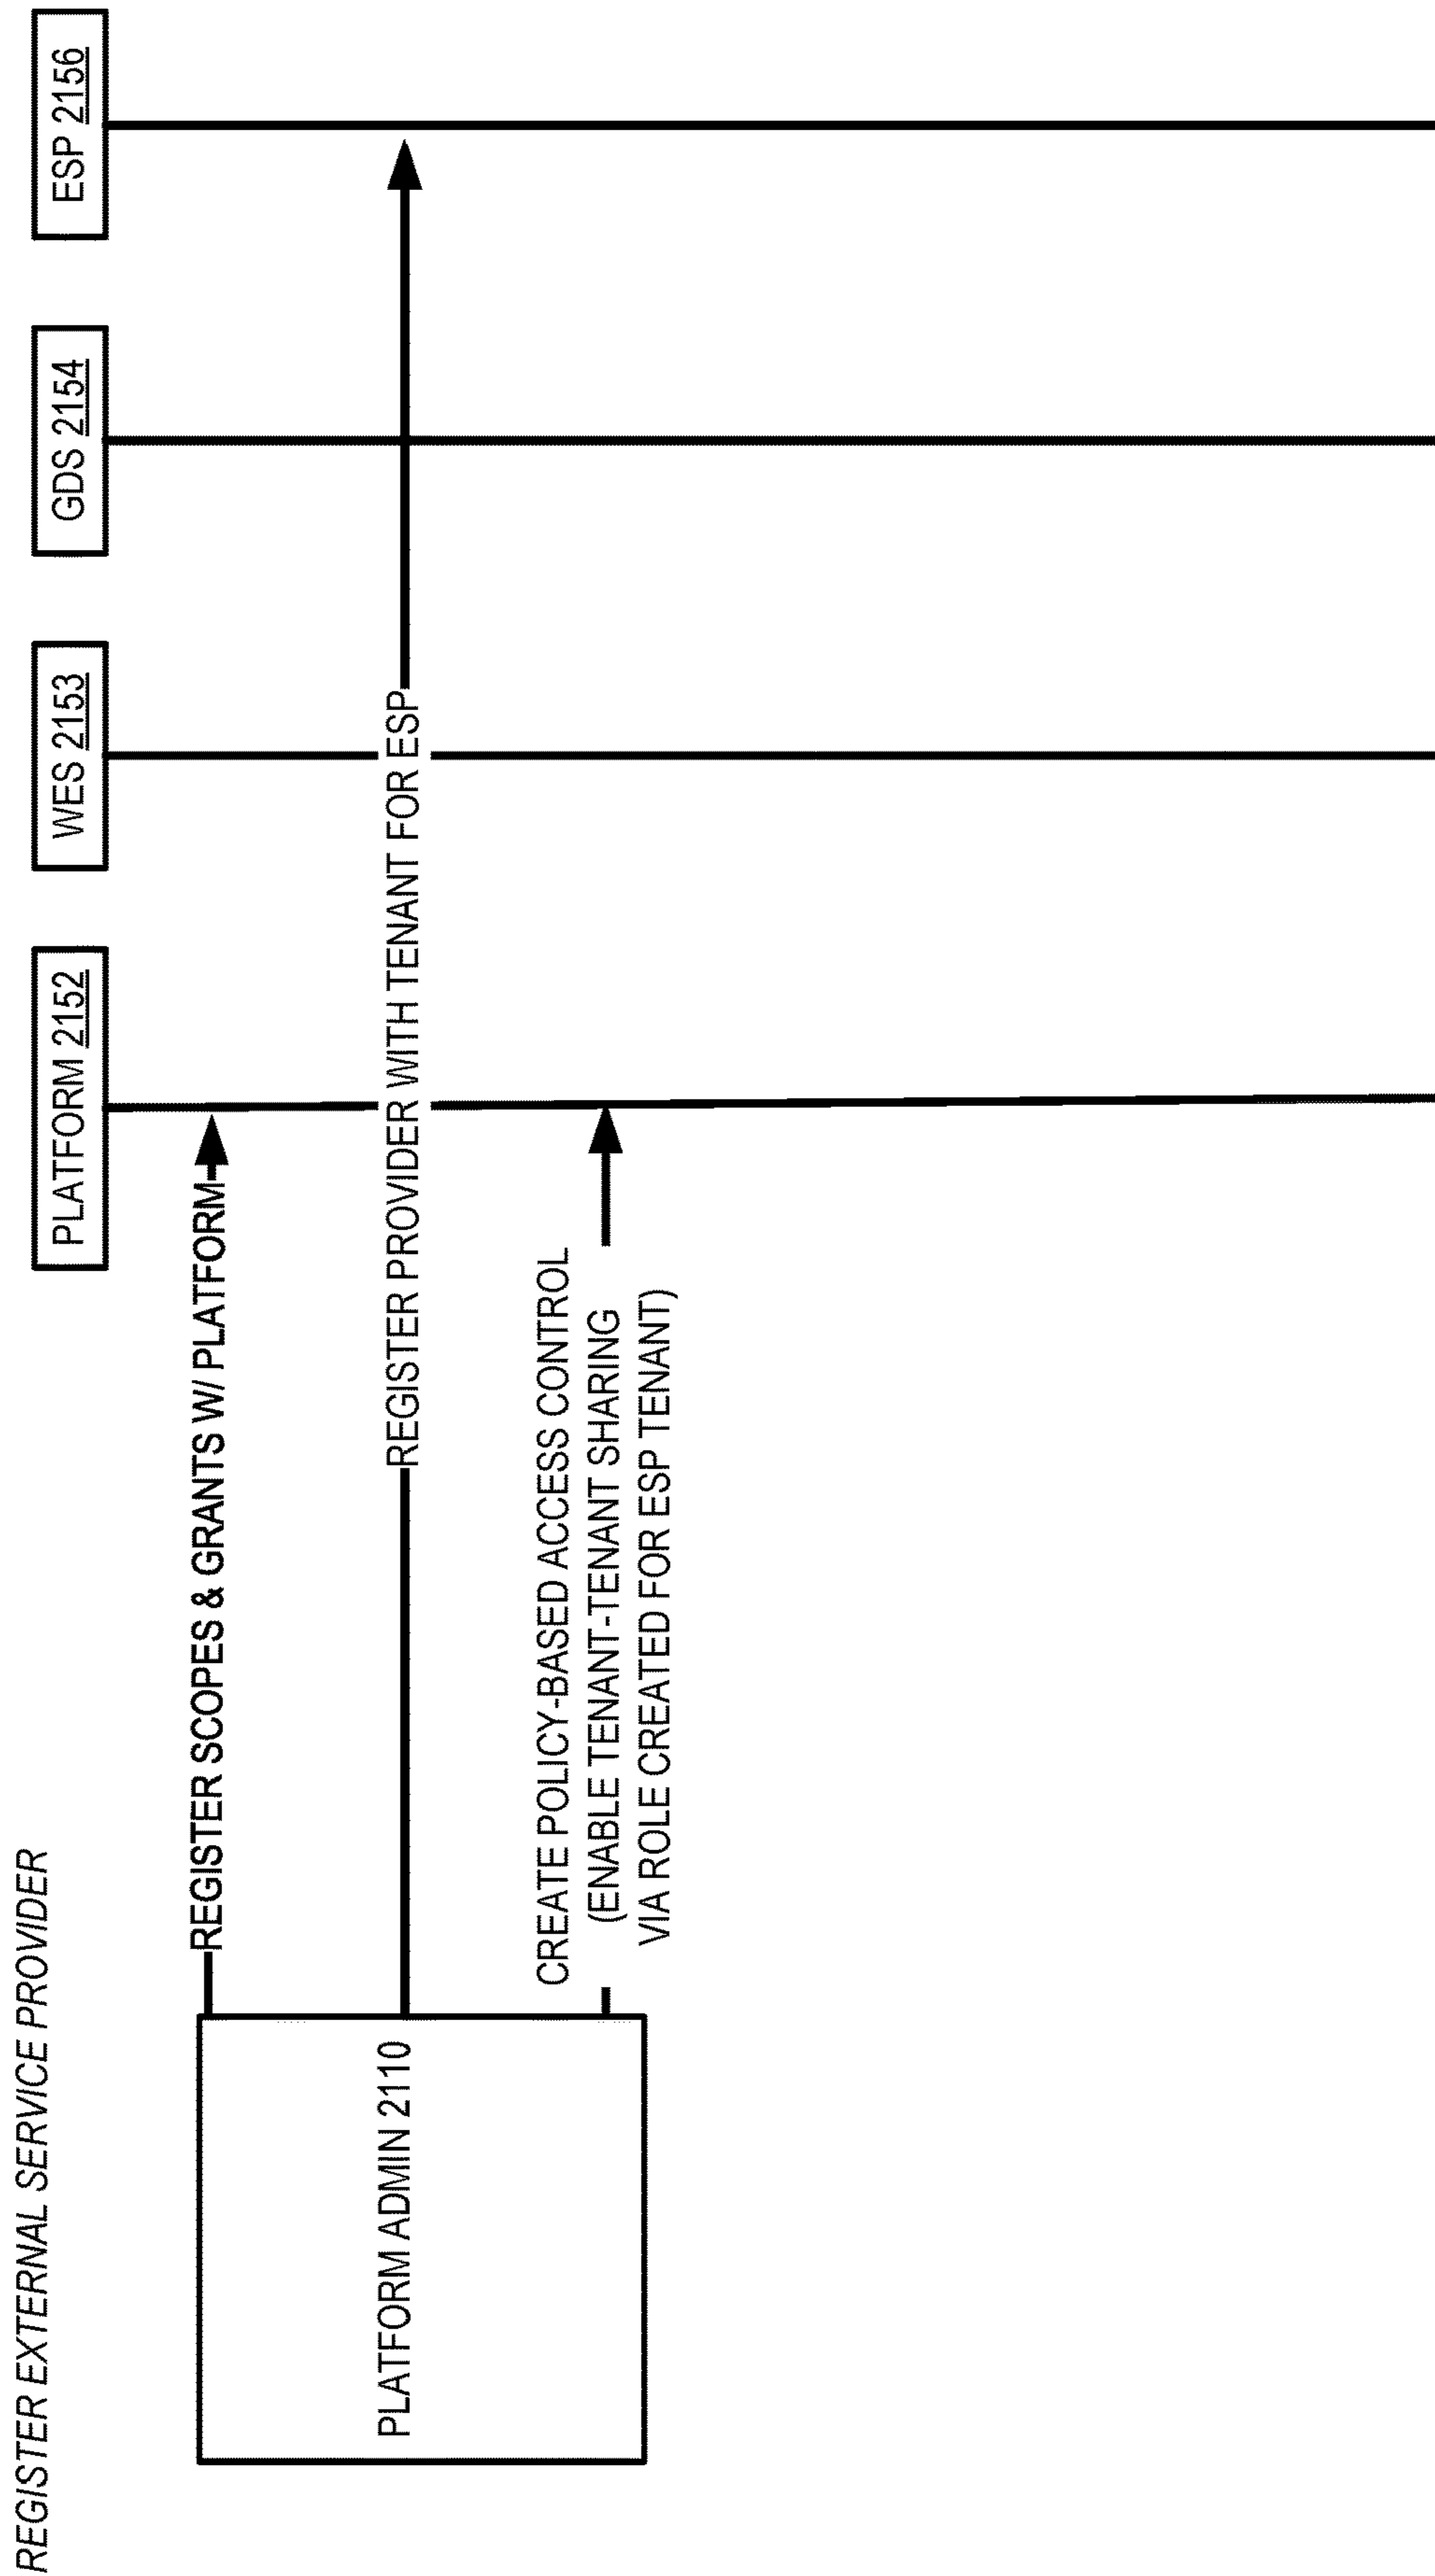 REGISTER EXTERNAL SERVICE PROVIDER
PLATFORM 2152
WES 2153
GDS 2154
ESP 2156
PLATFORM ADMIN 2110
REGISTER SCOPES & GRANTS W/ PLATFORM
REGISTER PROVIDER WITH TENANT FOR ESP
CREATE POLICY-BASED ACCESS CONTROL
(ENABLE TENANT-TENANT SHARING
VIA ROLE CREATED FOR ESP TENANT)